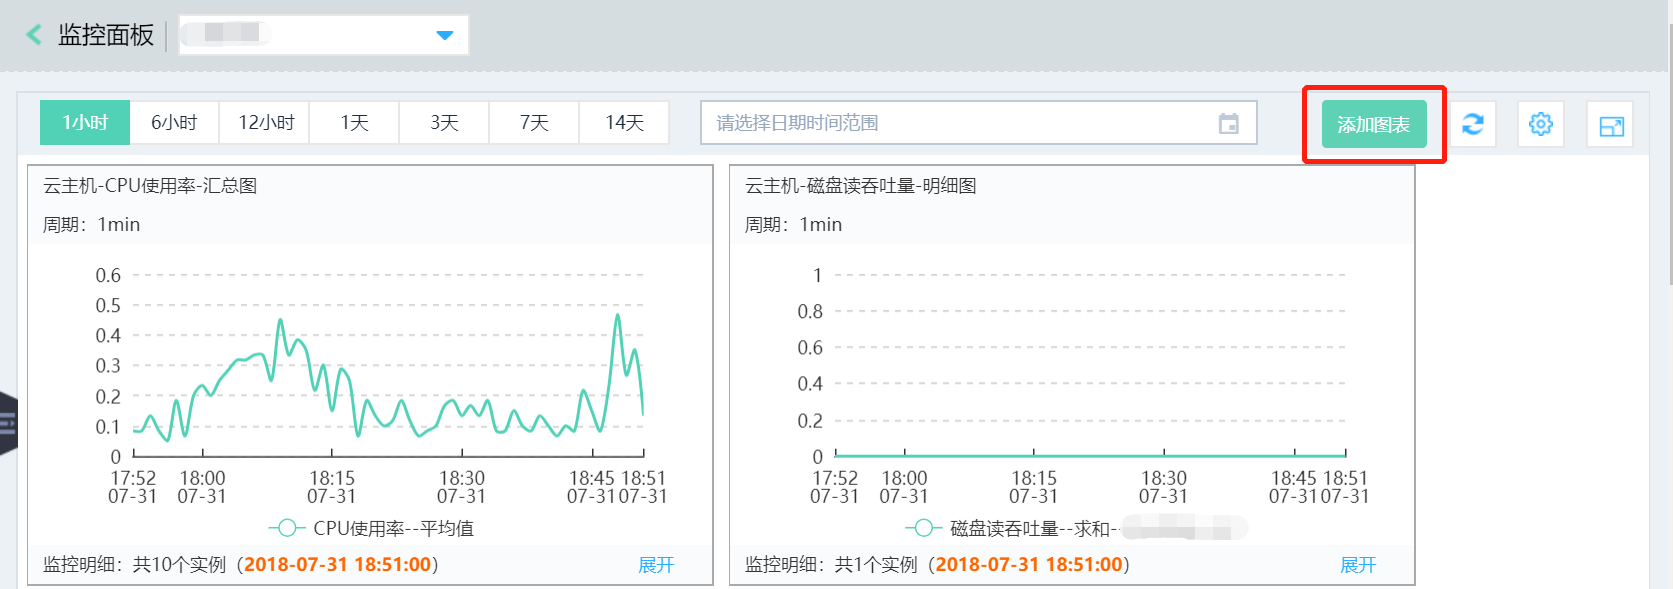 监控面板
1小时 6小时 12小时 1天 3天 7天 14天 请选择日期时间范围 添加图表
云主机-CPU使用率-汇总图
周期：1min
0.6
0.5
0.4
0.3
0.2
0.1
0
17:52 18:00 18:15 18:30 18:45 18:51
07-31 07-31 07-31 07-31 07-31 07-31
CPU使用率--平均值
监控明细：共10个实例（2018-07-31 18:51:00） 展开
云主机-磁盘读吞吐量-明细图
周期：1min
1
0.8
0.6
0.4
0.2
0
17:52 18:00 18:15 18:30 18:45 18:51
07-31 07-31 07-31 07-31 07-31 07-31
磁盘读吞吐量--求和-
监控明细：共1个实例（2018-07-31 18:51:00） 展开